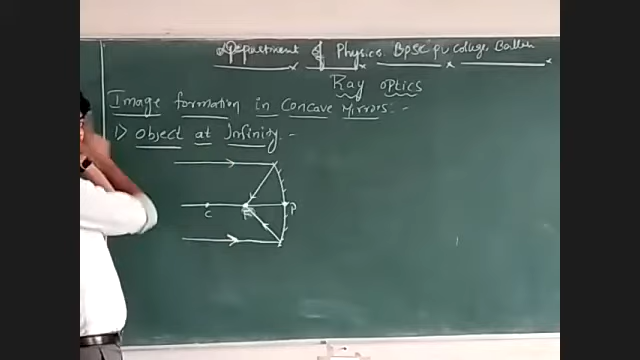 Department of Physics. Bpsc pu college Ballari
Ray optics
Image formation in Concave Mirrors:-
1) Object at Infinity.-
C F P